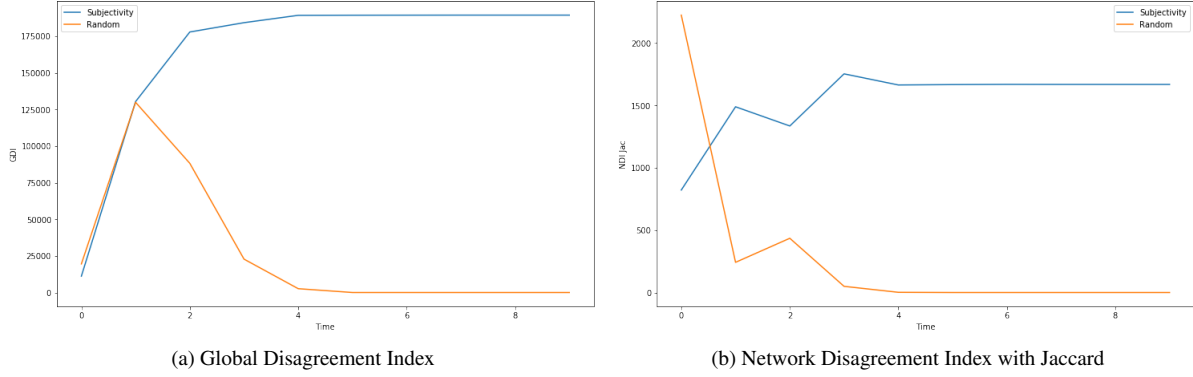 Subjectivity
Random
175000
150000
125000
100000
75000
50000
25000
0
GDI
0 2 4 6 8
Time
(a) Global Disagreement Index
Subjectivity
Random
2000
1500
1000
500
0
NDI Jac
0 2 4 6 8
Time
(b) Network Disagreement Index with Jaccard